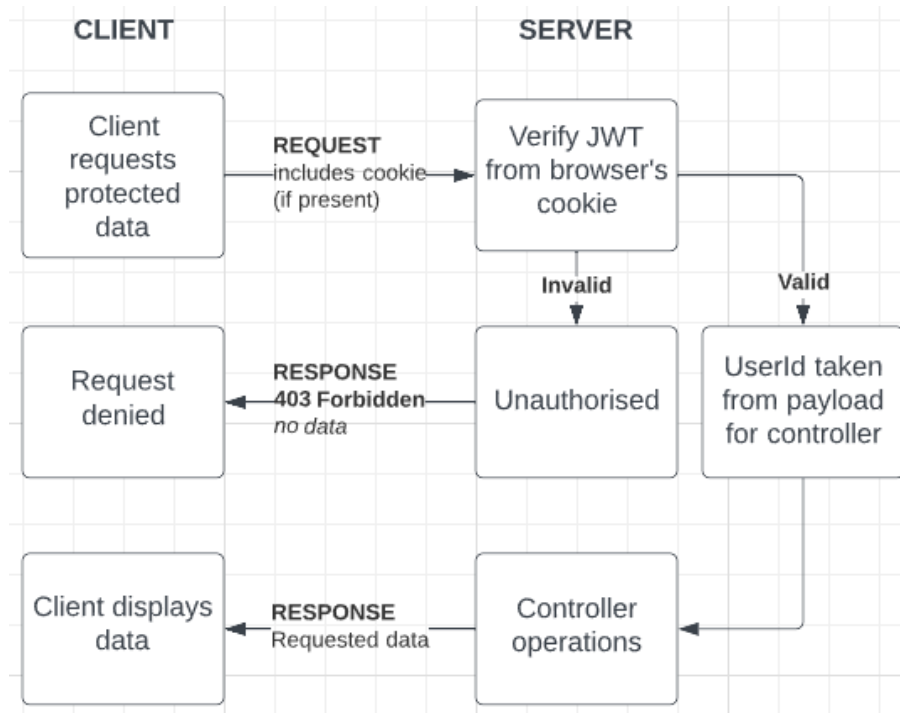 CLIENT
SERVER
Client
requests
protected
data
REQUEST
includes cookie
(if present)
Verify JWT
from browser's
cookie
Invalid
Valid
Request
denied
RESPONSE
403 Forbidden
no data
Unauthorised
UserId taken
from payload
for controller
Client displays
data
RESPONSE
Requested data
Controller
operations